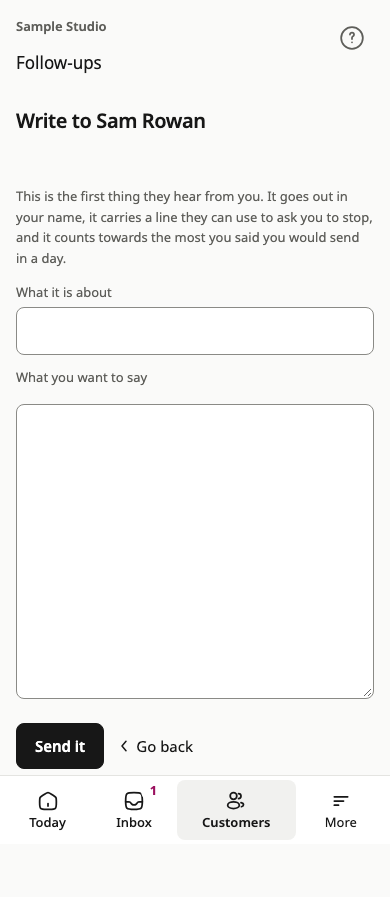 Sample Studio
Follow-ups
Write to Sam Rowan
This is the first thing they hear from you. It goes out in
your name, it carries a line they can use to ask you to stop,
and it counts towards the most you said you would send
in a day.
What it is about
What you want to say
Send it
Go back
Today
Inbox
1
Customers
More